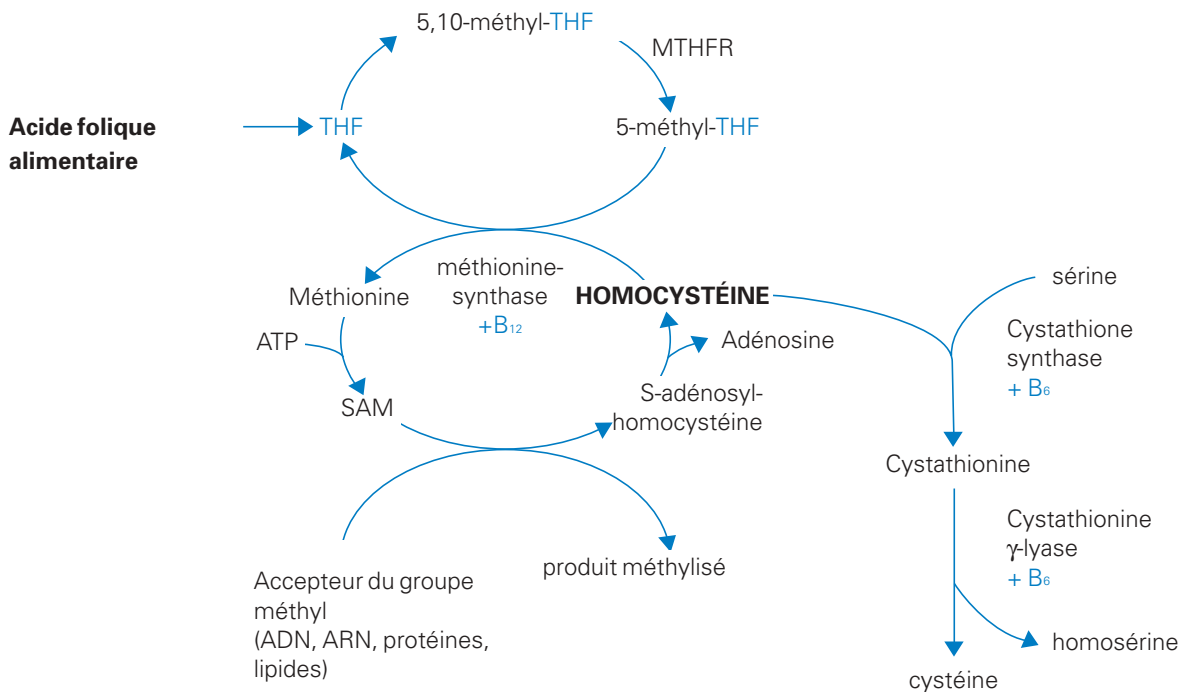 5,10-méthyl-THF
MTHFR
Acide folique
alimentaire
THF
5-méthyl-THF
méthionine-
synthase
+B₁₂
Méthionine
HOMOCYSTÉINE
sérine
ATP
Adénosine
Cystathione
synthase
+ B₆
SAM
S-adénosyl-
homocystéine
Cystathionine
Cystathionine
γ-lyase
+ B₆
Accepteur du groupe
méthyl
(ADN, ARN, protéines,
lipides)
produit méthylisé
homosérine
cystéine